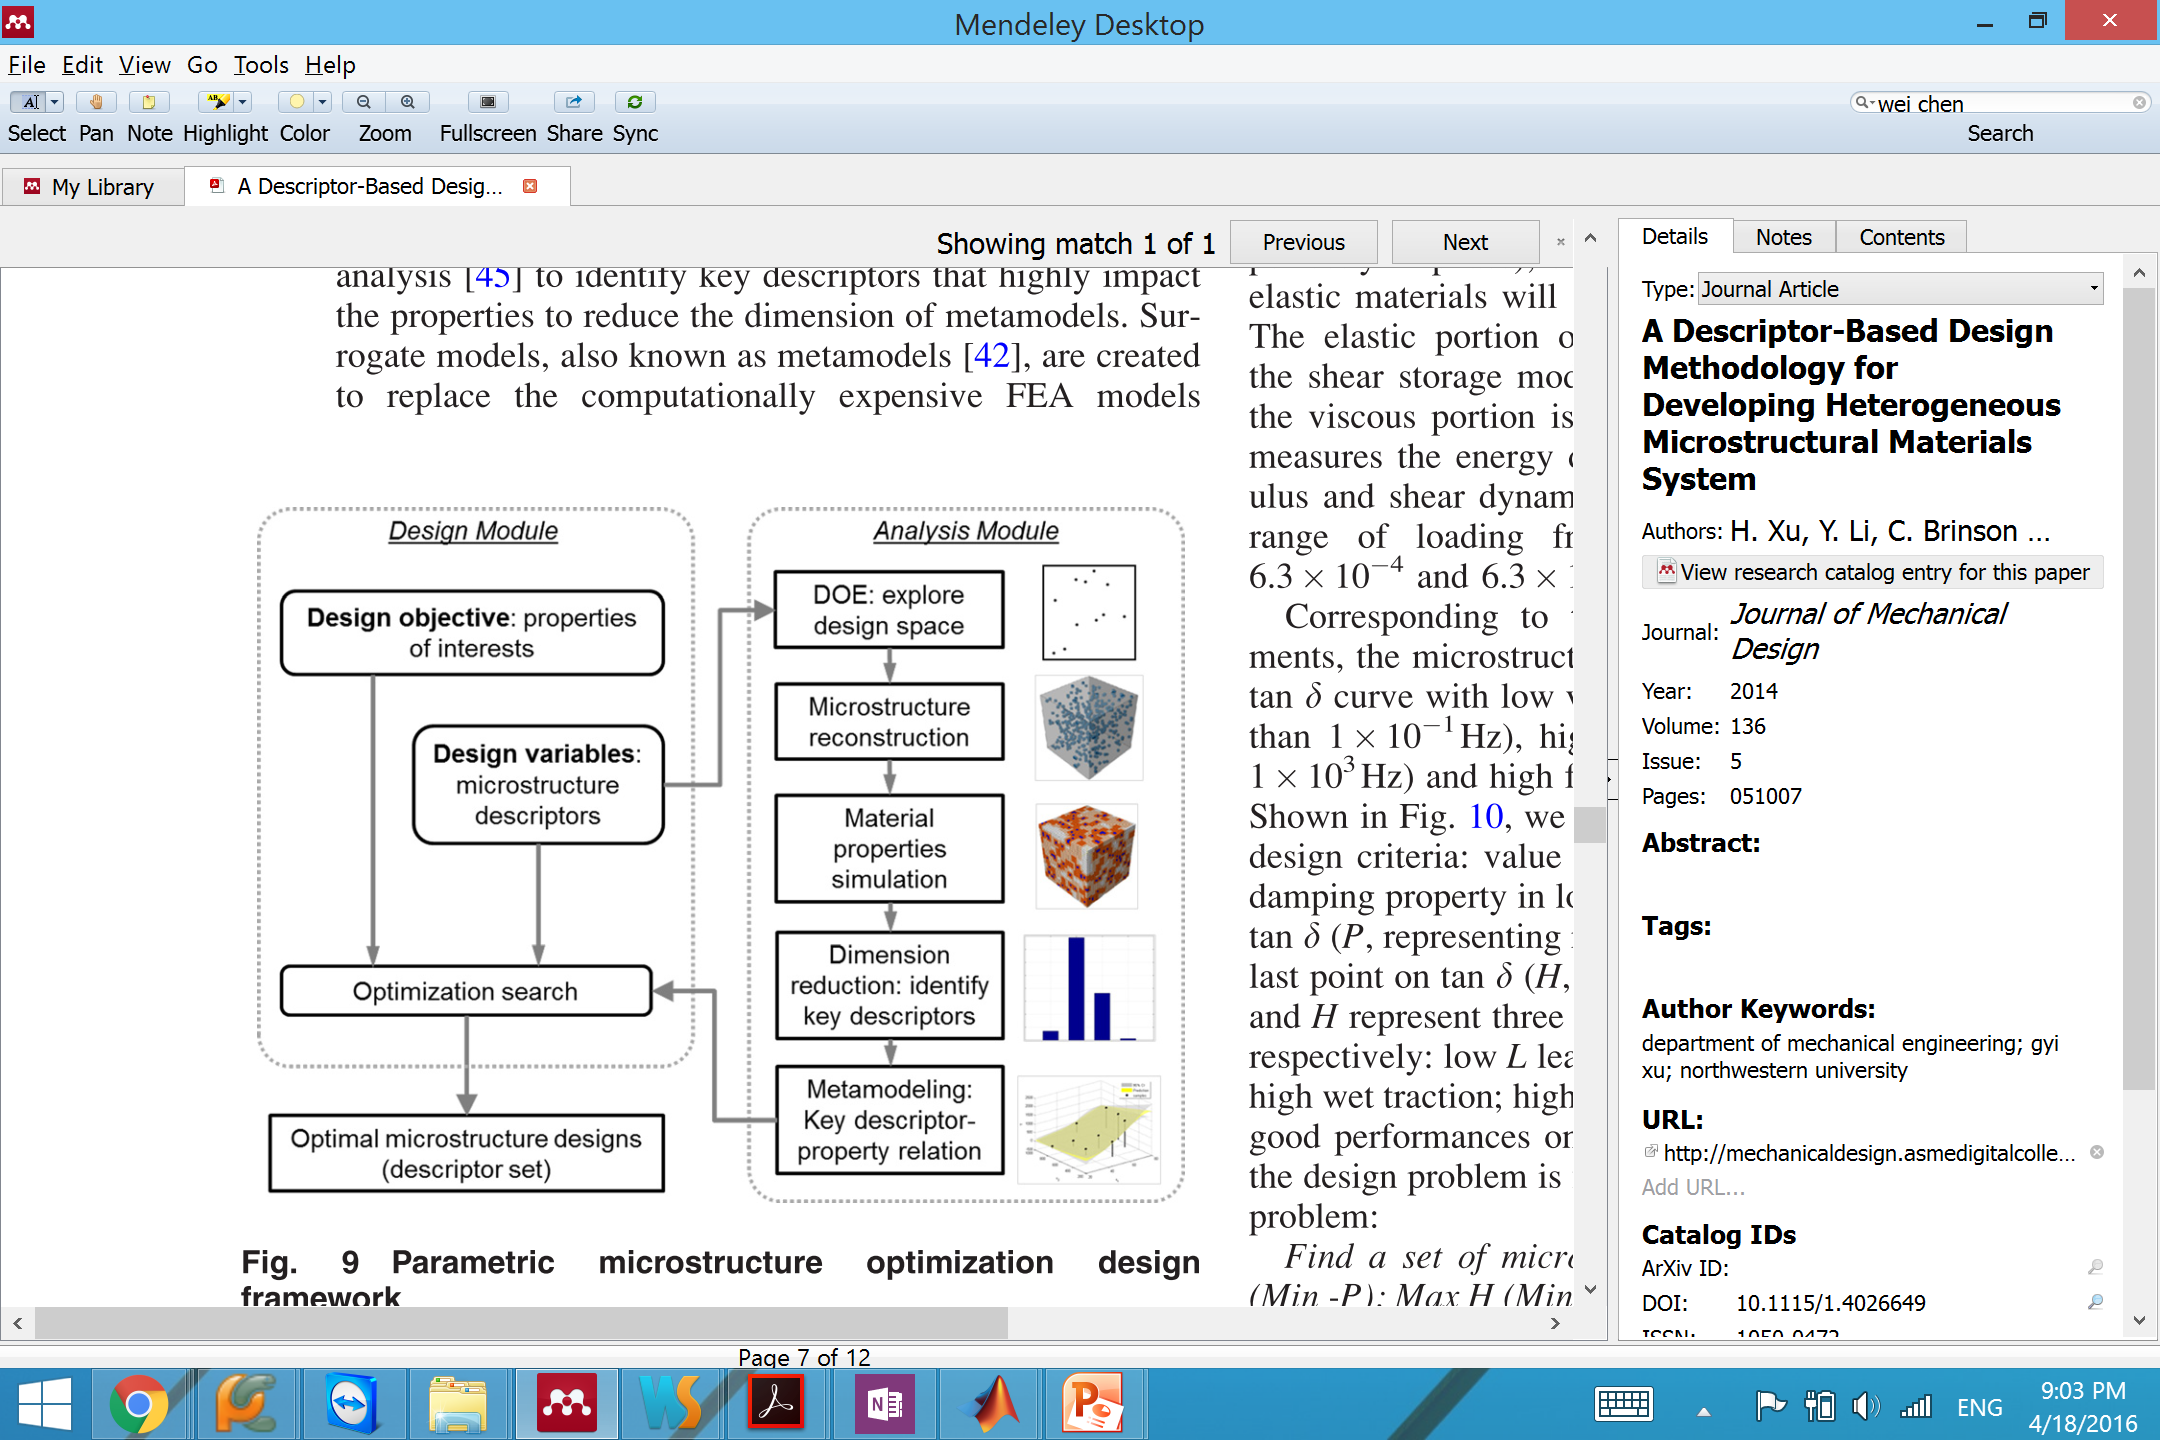 Mendeley Desktop
File Edit View Go Tools Help
wei chen
Select Pan Note Highlight Color Zoom Fullscreen Share Sync
Search
My Library
A Descriptor-Based Desig...
Showing match 1 of 1
Previous
Next
analysis [45] to identify key descriptors that highly impact
the properties to reduce the dimension of metamodels. Sur-
rogate models, also known as metamodels [42], are created
to replace the computationally expensive FEA models
Design Module
Design objective: properties
of interests
Design variables:
microstructure
descriptors
Optimization search
Optimal microstructure designs
(descriptor set)
Analysis Module
DOE: explore
design space
Microstructure
reconstruction
Material
properties
simulation
Dimension
reduction: identify
key descriptors
Metamodeling:
Key descriptor-
property relation
Fig. 9 Parametric microstructure optimization design
framework
elastic materials will
The elastic portion o
the shear storage mod
the viscous portion is
measures the energy
ulus and shear dynam
range of loading fr
6.3 × 10⁻⁴ and 6.3 ×
Corresponding to
ments, the microstruct
tan δ curve with low
than 1 × 10⁻¹ Hz), hig
1 × 10³ Hz) and high f
Shown in Fig. 10, we
design criteria: value
damping property in lo
tan δ (P, representing
last point on tan δ (H,
and H represent three
respectively: low L lea
high wet traction; high
good performances on
the design problem is
problem:
Find a set of micro
(Min -P); Max H (Min
Details
Notes
Contents
Type: Journal Article
A Descriptor-Based Design
Methodology for
Developing Heterogeneous
Microstructural Materials
System
Authors: H. Xu, Y. Li, C. Brinson ...
View research catalog entry for this paper
Journal: Journal of Mechanical
Design
Year: 2014
Volume: 136
Issue: 5
Pages: 051007
Abstract:
Tags:
Author Keywords:
department of mechanical engineering; gyi
xu; northwestern university
URL:
http://mechanicaldesign.asmedigitalcolle...
Add URL...
Catalog IDs
ArXiv ID:
DOI: 10.1115/1.4026649
ISSN: 1050-0472
Page 7 of 12
ENG
9:03 PM
4/18/2016